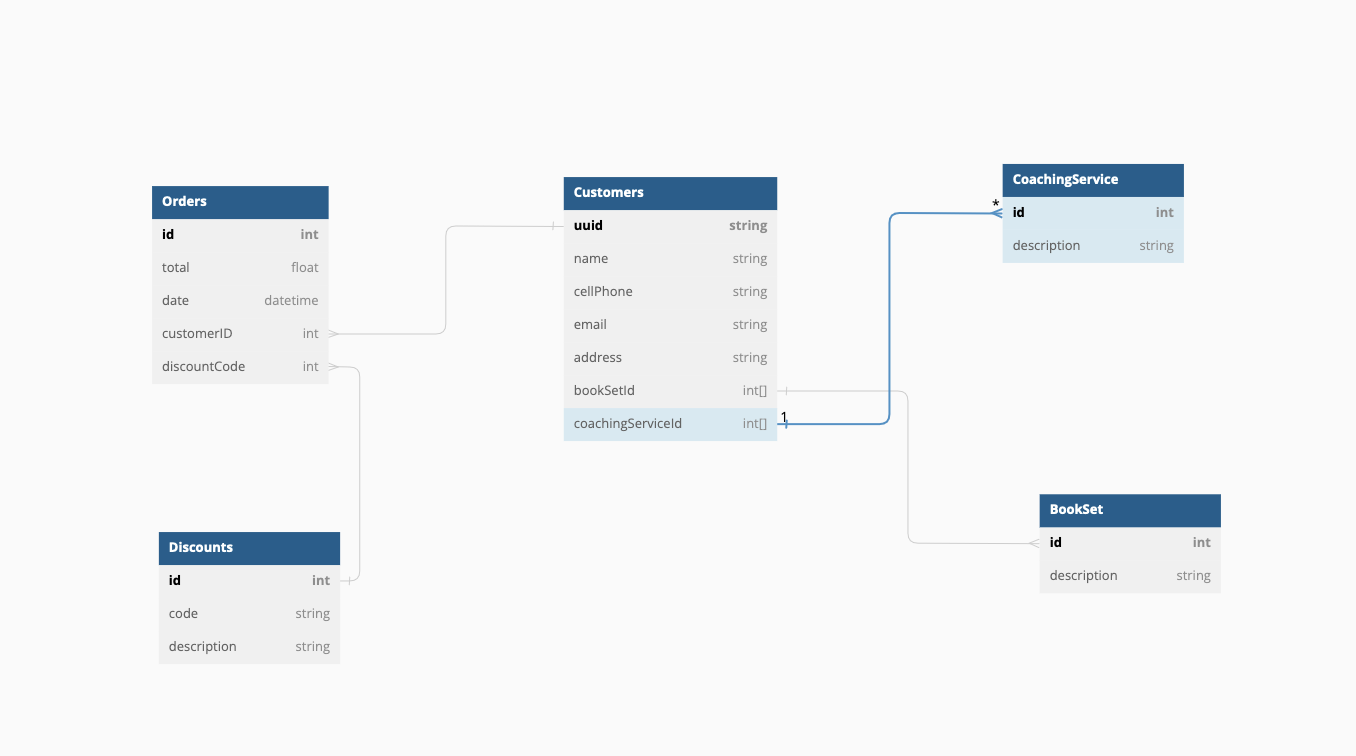 Orders
id int
total float
date datetime
customerID int
discountCode int
Customers
uuid string
name string
cellPhone string
email string
address string
bookSetId int[]
coachingServiceId int[]
1
*
CoachingService
id int
description string
Discounts
id int
code string
description string
BookSet
id int
description string